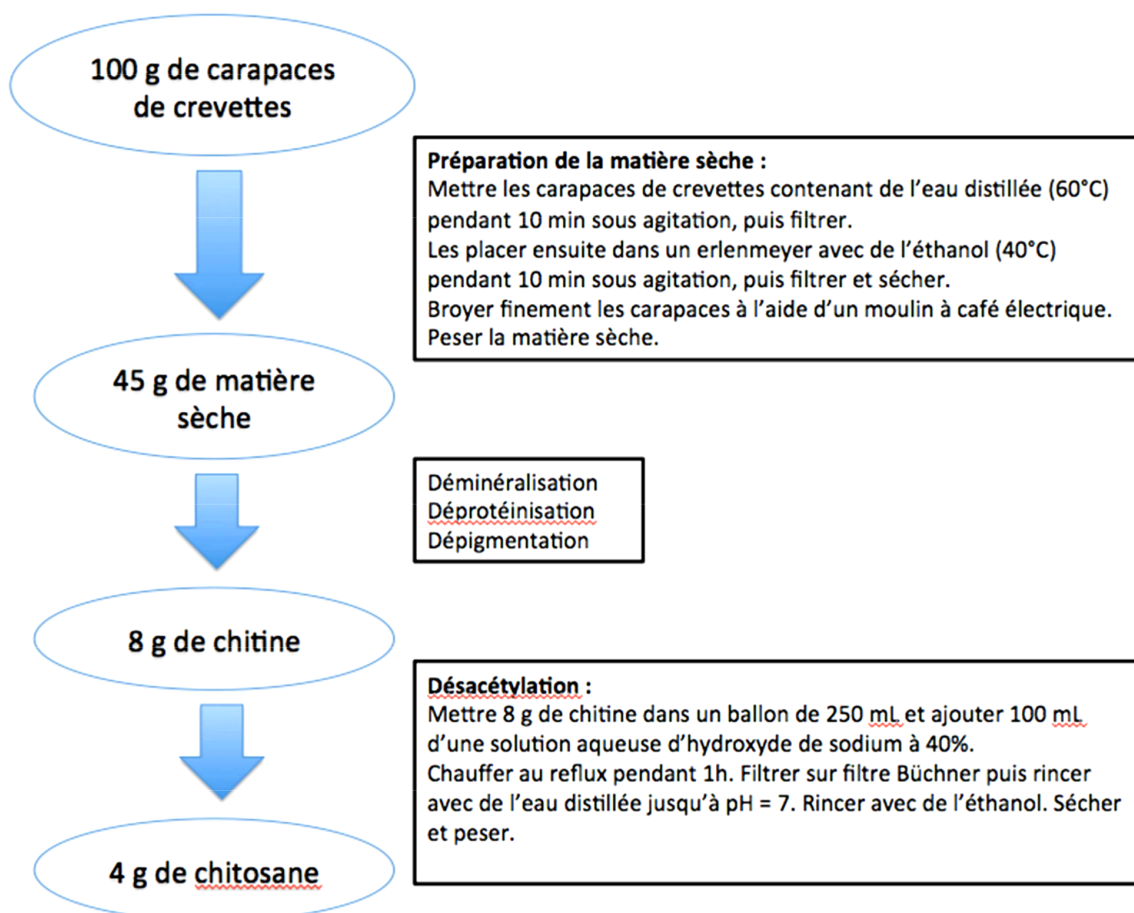 100 g de carapaces
de crevettes
Préparation de la matière sèche :
Mettre les carapaces de crevettes contenant de l'eau distillée (60°C)
pendant 10 min sous agitation, puis filtrer.
Les placer ensuite dans un erlenmeyer avec de l'éthanol (40°C)
pendant 10 min sous agitation, puis filtrer et sécher.
Broyer finement les carapaces à l'aide d'un moulin à café électrique.
Peser la matière sèche.
45 g de matière
sèche
Déminéralisation
Déprotéinisation
Dépigmentation
8 g de chitine
Désacétylation :
Mettre 8 g de chitine dans un ballon de 250 mL et ajouter 100 mL
d'une solution aqueuse d'hydroxyde de sodium à 40%.
Chauffer au reflux pendant 1h. Filtrer sur filtre Büchner puis rincer
avec de l'eau distillée jusqu'à pH = 7. Rincer avec de l'éthanol. Sécher
et peser.
4 g de chitosane